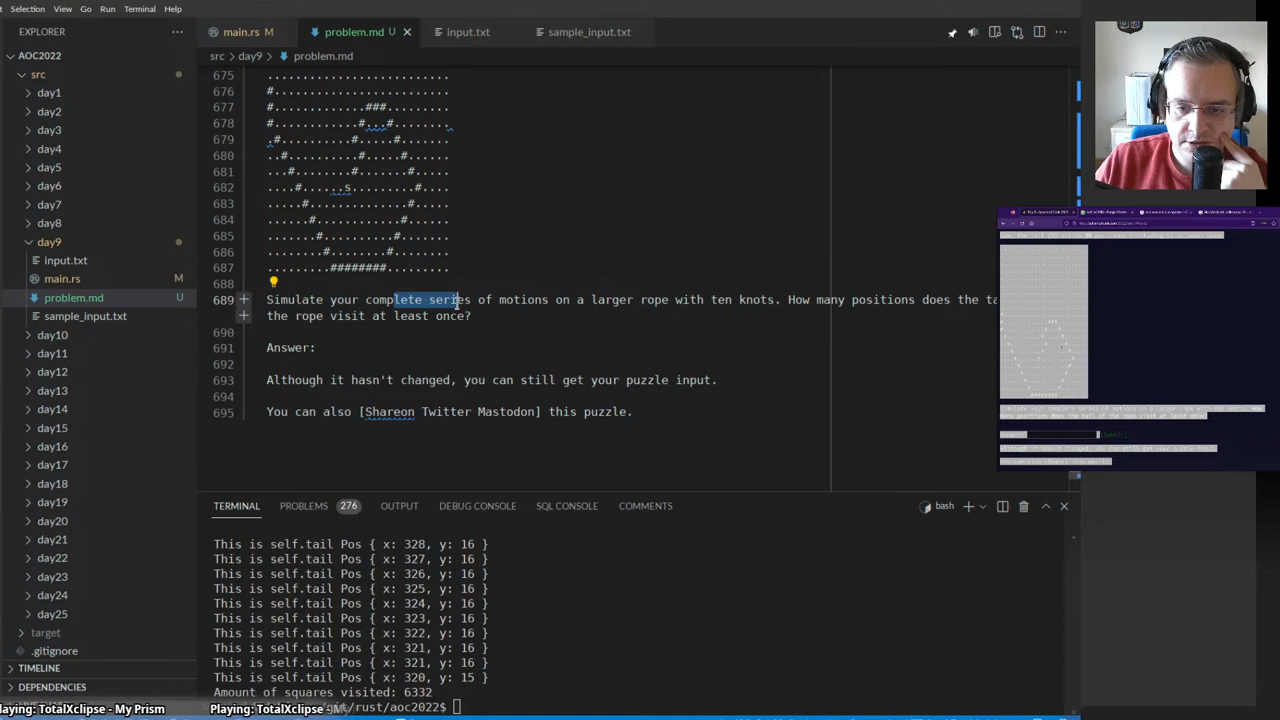 Selection View Go Run Terminal Help
EXPLORER
main.rs M
problem.md U
input.txt
sample_input.txt
AOC2022
src > day9 > problem.md
src
day1
day2
day3
day4
day5
day6
day7
day8
day9
input.txt
main.rs M
problem.md U
sample_input.txt
day10
day11
day12
day13
day14
day15
day16
day17
day18
day19
day20
day21
day22
day23
day24
day25
target
.gitignore
TIMELINE
DEPENDENCIES
675 ..........................
676 #.........................
677 #.............###.........
678 #............#...#........
679 .#..........#.....#.......
680 ..#..........#.....#......
681 ...#........#.......#.....
682 ....#......s.........#....
683 .....#..............#.....
684 ......#............#......
685 .......#..........#.......
686 ........#........#........
687 .........########.........
688
689 Simulate your complete series of motions on a larger rope with ten knots. How many positions does the ta
the rope visit at least once?
690
691 Answer:
692
693 Although it hasn't changed, you can still get your puzzle input.
694
695 You can also [Shareon Twitter Mastodon] this puzzle.
TERMINAL PROBLEMS 276 OUTPUT DEBUG CONSOLE SQL CONSOLE COMMENTS
bash
This is self.tail Pos { x: 328, y: 16 }
This is self.tail Pos { x: 327, y: 16 }
This is self.tail Pos { x: 326, y: 16 }
This is self.tail Pos { x: 325, y: 16 }
This is self.tail Pos { x: 324, y: 16 }
This is self.tail Pos { x: 323, y: 16 }
This is self.tail Pos { x: 322, y: 16 }
This is self.tail Pos { x: 321, y: 16 }
This is self.tail Pos { x: 321, y: 16 }
This is self.tail Pos { x: 320, y: 15 }
Amount of squares visited: 6332
git/rust/aoc2022$
laying: TotalXclipse - My Prism
Playing: TotalXclipse - My